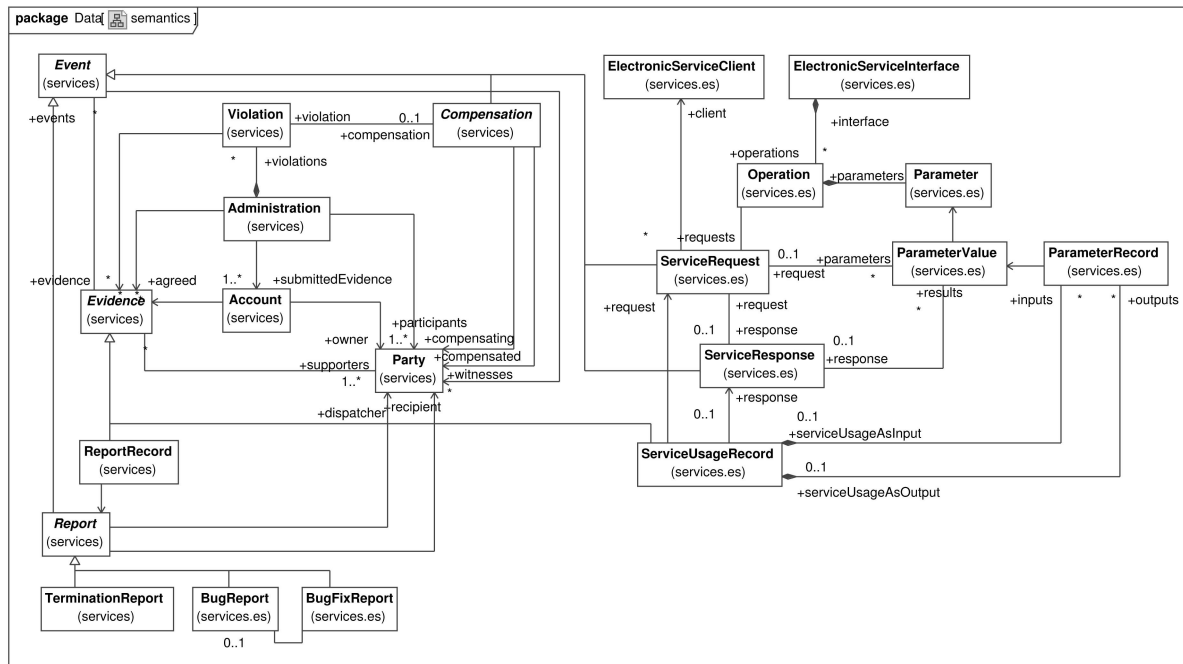 package Data[ semantics ]
Event
(services)
+events
*
Violation
(services)
+violation
0..1
+compensation
Compensation
(services)
*
+violations
Administration
(services)
+evidence
*
*
*
+agreed
1..*
+submittedEvidence
Evidence
(services)
Account
(services)
*
+owner
+participants
1..*
+compensating
+compensated
+supporters
1..*
Party
(services)
+witnesses
*
+dispatcher
+recipient
ReportRecord
(services)
Report
(services)
TerminationReport
(services)
BugReport
(services.es)
BugFixReport
(services.es)
0..1
ElectronicServiceClient
(services.es)
+client
ElectronicServiceInterface
(services.es)
+interface
*
+operations
Operation
(services.es)
+parameters
Parameter
(services.es)
*
+requests
ServiceRequest
(services.es)
0..1
+request
+parameters
*
ParameterValue
(services.es)
ParameterRecord
(services.es)
+request
+request
+results
*
+inputs
*
*
+outputs
0..1
+response
ServiceResponse
(services.es)
0..1
+response
+response
0..1
ServiceUsageRecord
(services.es)
0..1
+serviceUsageAsInput
0..1
+serviceUsageAsOutput